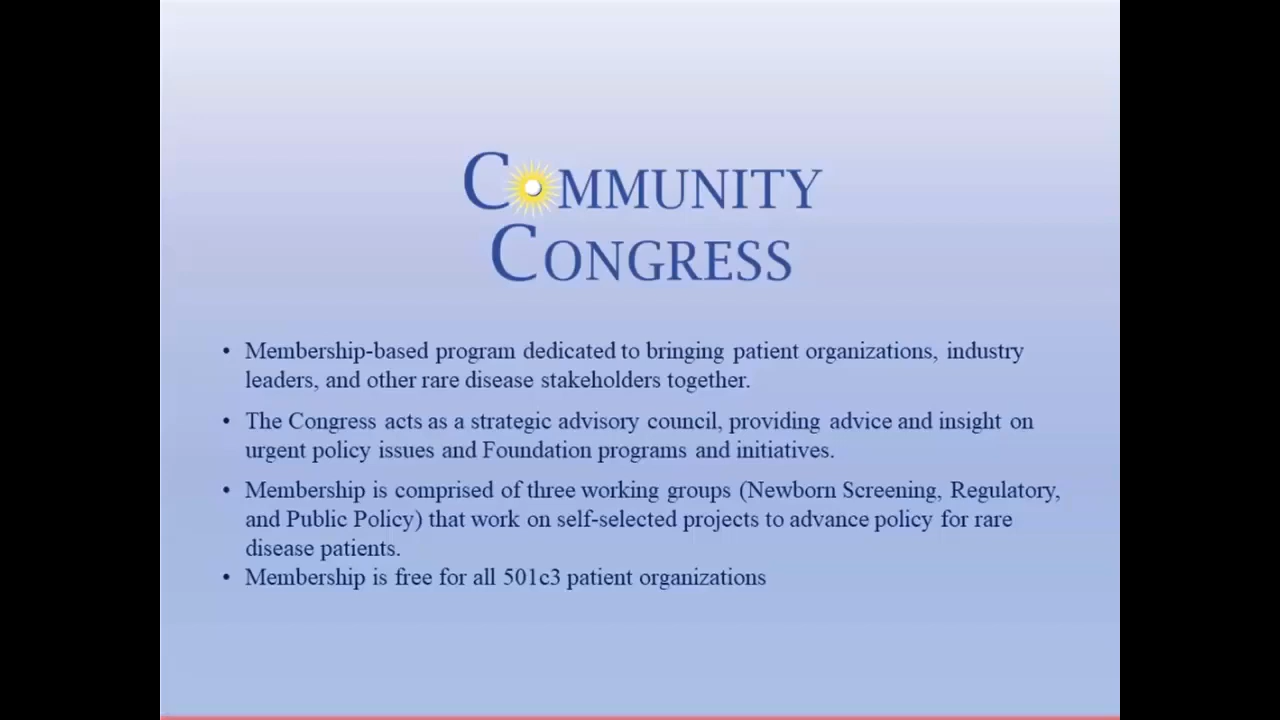 COMMUNITY
CONGRESS
• Membership-based program dedicated to bringing patient organizations, industry
leaders, and other rare disease stakeholders together.
• The Congress acts as a strategic advisory council, providing advice and insight on
urgent policy issues and Foundation programs and initiatives.
• Membership is comprised of three working groups (Newborn Screening, Regulatory,
and Public Policy) that work on self-selected projects to advance policy for rare
disease patients.
• Membership is free for all 501c3 patient organizations